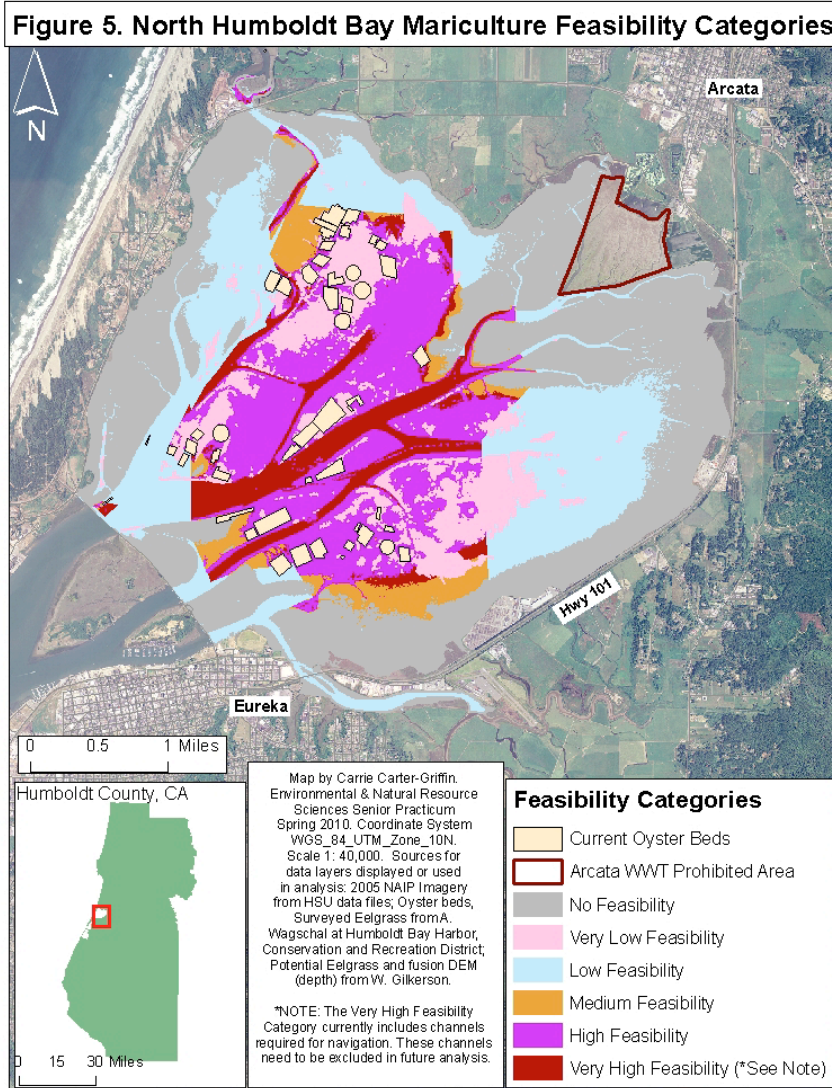 Figure 5. North Humboldt Bay Mariculture Feasibility Categories
N
Arcata
Hwy 101
Eureka
0 0.5 1 Miles
Humboldt County, CA
0 15 30 Miles
Map by Carrie Carter-Griffin.
Environmental & Natural Resource
Sciences Senior Practicum
Spring 2010. Coordinate System
WGS_84_UTM_Zone_10N.
Scale 1: 40,000. Sources for
data layers displayed or used
in analysis: 2005 NAIP Imagery
from HSU data files; Oyster beds,
Surveyed Eelgrass from A.
Wagschal at Humboldt Bay Harbor,
Conservation and Recreation District;
Potential Eelgrass and fusion DEM
(depth) from W. Gilkerson.
*NOTE: The Very High Feasibility
Category currently includes channels
required for navigation. These channels
need to be excluded in future analysis.
Feasibility Categories
Current Oyster Beds
Arcata WWT Prohibited Area
No Feasibility
Very Low Feasibility
Low Feasibility
Medium Feasibility
High Feasibility
Very High Feasibility (*See Note)